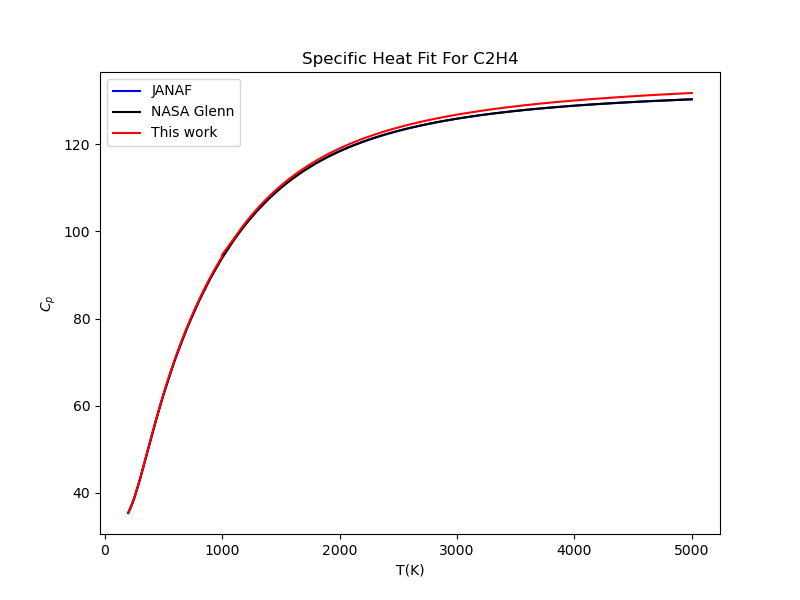 Specific Heat Fit For C2H4
JANAF
NASA Glenn
This work
120
100
80
60
40
$C_p$
0 1000 2000 3000 4000 5000
T(K)